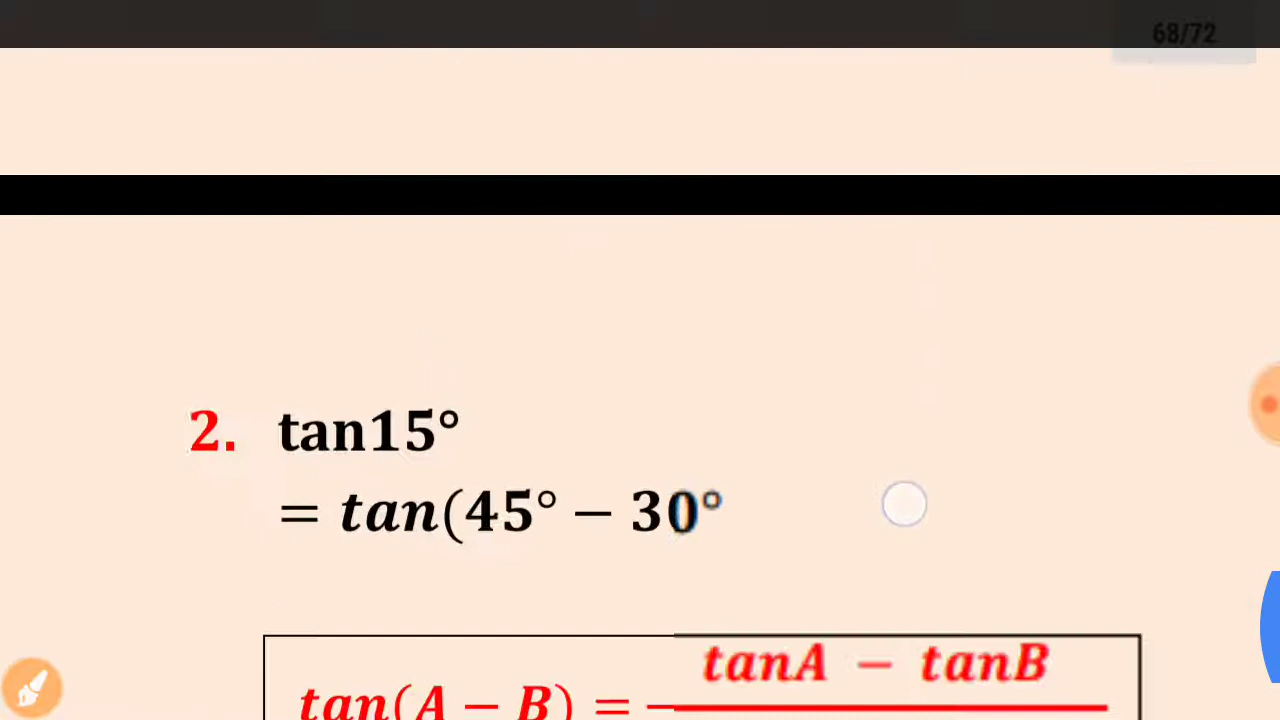 68/72
2. tan15°
= tan(45° − 30°
tanA − tanB
tan(A − B) =